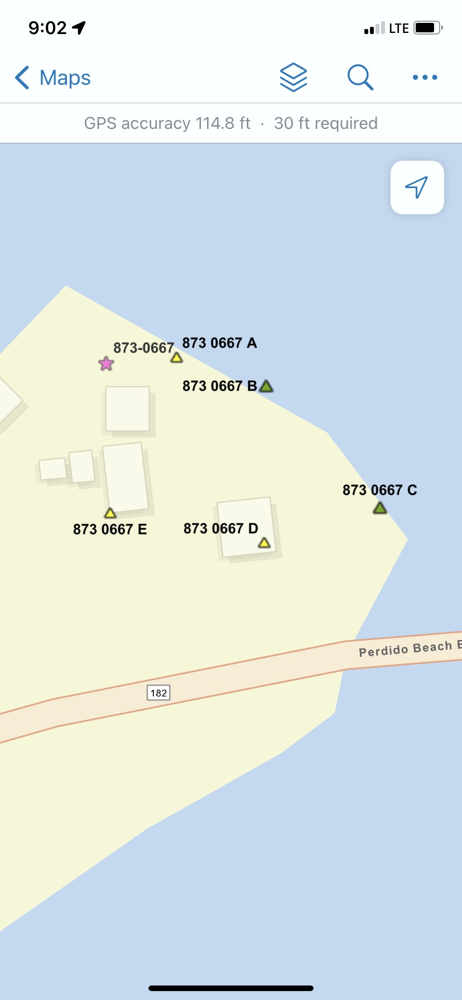 9:02
LTE
Maps
GPS accuracy 114.8 ft · 30 ft required
873 0667 A
873-0667
873 0667 B
873 0667 C
873 0667 D
873 0667 E
Perdido Beach
182